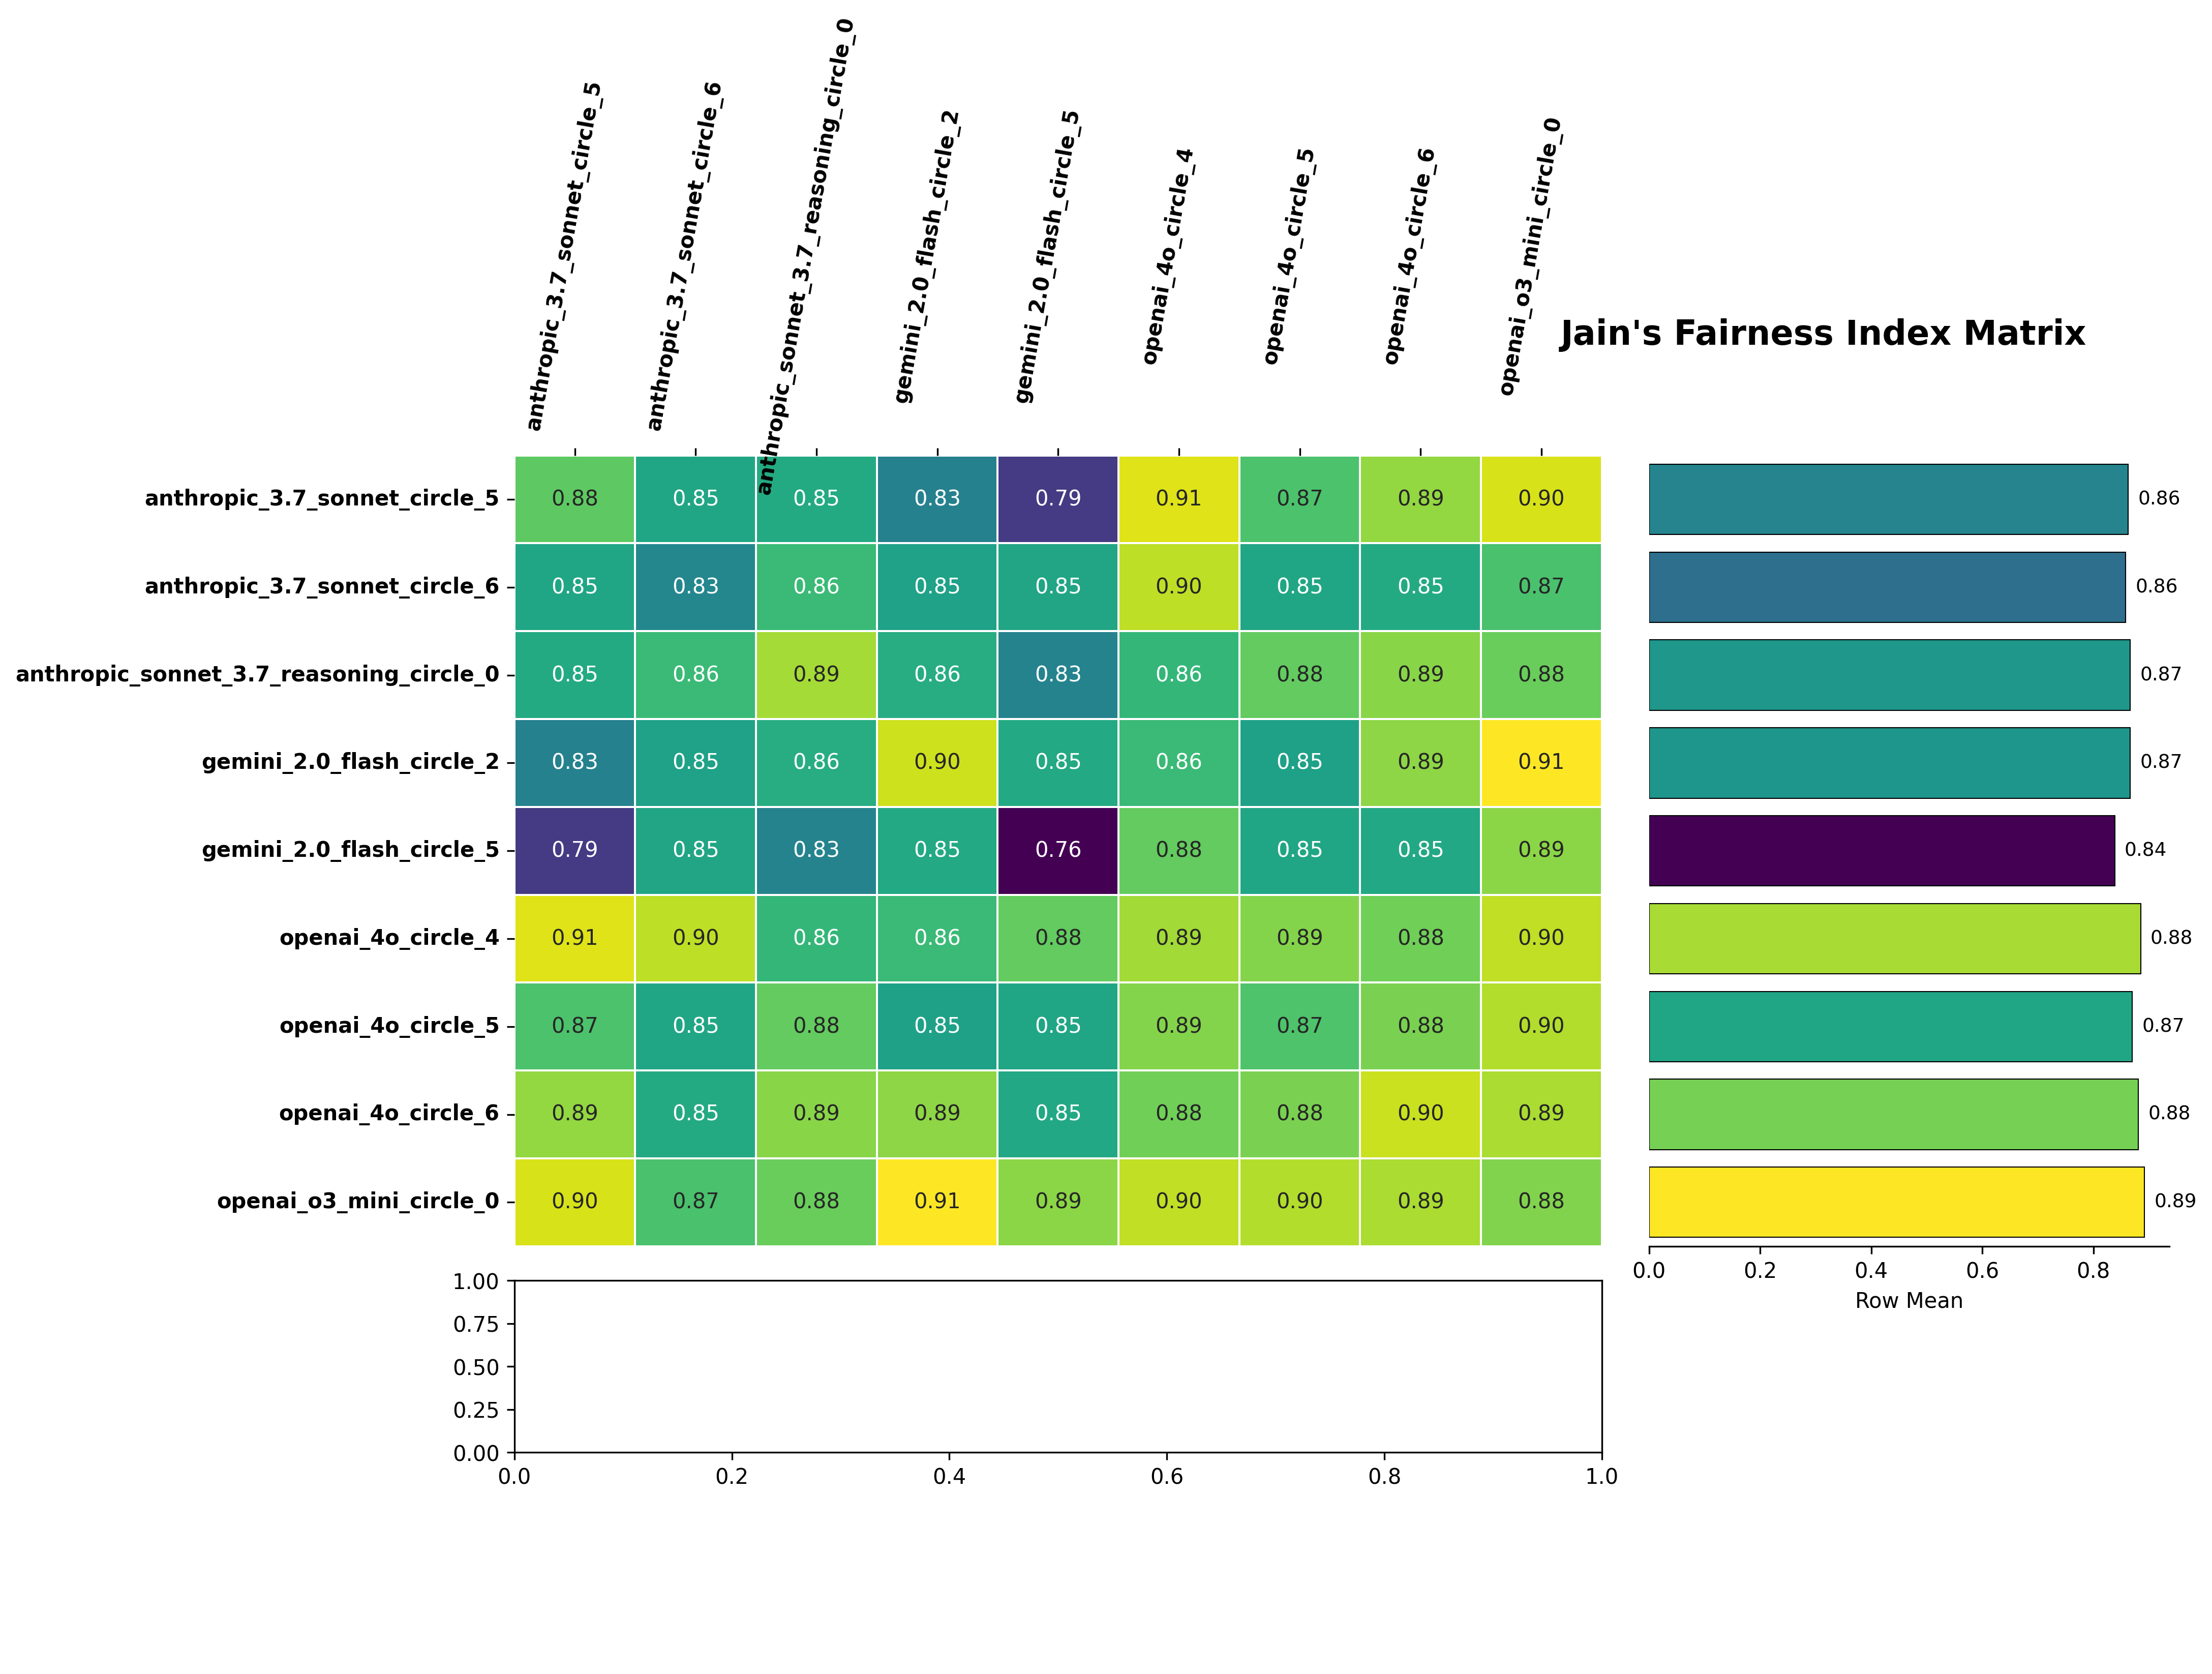 anthropic_3.7_sonnet_circle_5
anthropic_3.7_sonnet_circle_6
anthropic_sonnet_3.7_reasoning_circle_0
gemini_2.0_flash_circle_2
gemini_2.0_flash_circle_5
openai_4o_circle_4
openai_4o_circle_5
openai_4o_circle_6
openai_o3_mini_circle_0
Jain's Fairness Index Matrix
anthropic_3.7_sonnet_circle_5 0.88 0.85 0.85 0.83 0.79 0.91 0.87 0.89 0.90 0.86
anthropic_3.7_sonnet_circle_6 0.85 0.83 0.86 0.85 0.85 0.90 0.85 0.85 0.87 0.86
anthropic_sonnet_3.7_reasoning_circle_0 0.85 0.86 0.89 0.86 0.83 0.86 0.88 0.89 0.88 0.87
gemini_2.0_flash_circle_2 0.83 0.85 0.86 0.90 0.85 0.86 0.85 0.89 0.91 0.87
gemini_2.0_flash_circle_5 0.79 0.85 0.83 0.85 0.76 0.88 0.85 0.85 0.89 0.84
openai_4o_circle_4 0.91 0.90 0.86 0.86 0.88 0.89 0.89 0.88 0.90 0.88
openai_4o_circle_5 0.87 0.85 0.88 0.85 0.85 0.89 0.87 0.88 0.90 0.87
openai_4o_circle_6 0.89 0.85 0.89 0.89 0.85 0.88 0.88 0.90 0.89 0.88
openai_o3_mini_circle_0 0.90 0.87 0.88 0.91 0.89 0.90 0.90 0.89 0.88 0.89
0.0 0.2 0.4 0.6 0.8
Row Mean
1.00
0.75
0.50
0.25
0.00
0.0 0.2 0.4 0.6 0.8 1.0